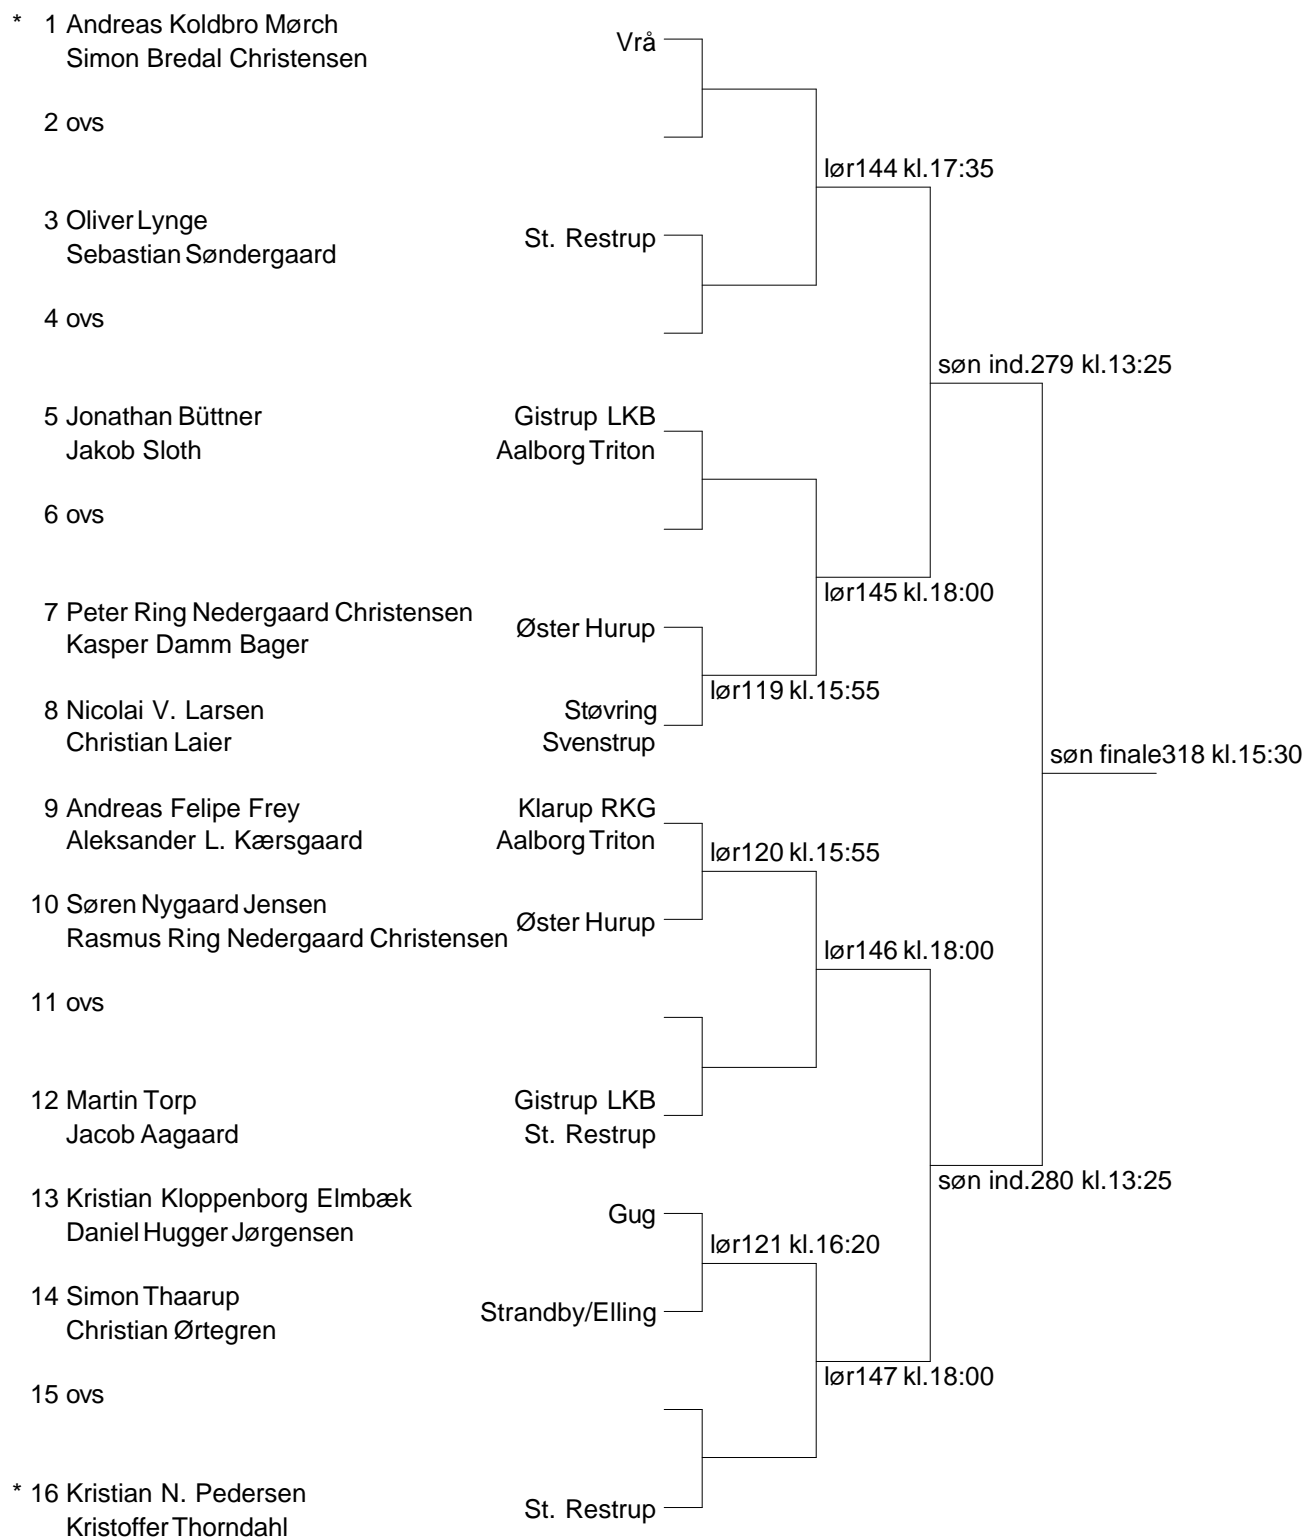 * 1 Andreas Koldbro Mørch
Vrå
Simon Bredal Christensen
2 ovs
lør144 kl.17:35
3 Oliver Lynge
St. Restrup
Sebastian Søndergaard
4 ovs
søn ind.279 kl.13:25
5 Jonathan Büttner Gistrup LKB
Jakob Sloth Aalborg Triton
6 ovs
lør145 kl.18:00
7 Peter Ring Nedergaard Christensen
Øster Hurup
Kasper Damm Bager
lør119 kl.15:55
8 Nicolai V. Larsen Støvring
Christian Laier Svenstrup
søn finale318 kl.15:30
9 Andreas Felipe Frey Klarup RKG
Aleksander L. Kærsgaard Aalborg Triton
lør120 kl.15:55
10 Søren Nygaard Jensen
Øster Hurup
Rasmus Ring Nedergaard Christensen
lør146 kl.18:00
11 ovs
12 Martin Torp Gistrup LKB
Jacob Aagaard St. Restrup
søn ind.280 kl.13:25
13 Kristian Kloppenborg Elmbæk
Gug
Daniel Hugger Jørgensen
lør121 kl.16:20
14 Simon Thaarup
Strandby/Elling
Christian Ørtegren
lør147 kl.18:00
15 ovs
* 16 Kristian N. Pedersen
St. Restrup
Kristoffer Thorndahl